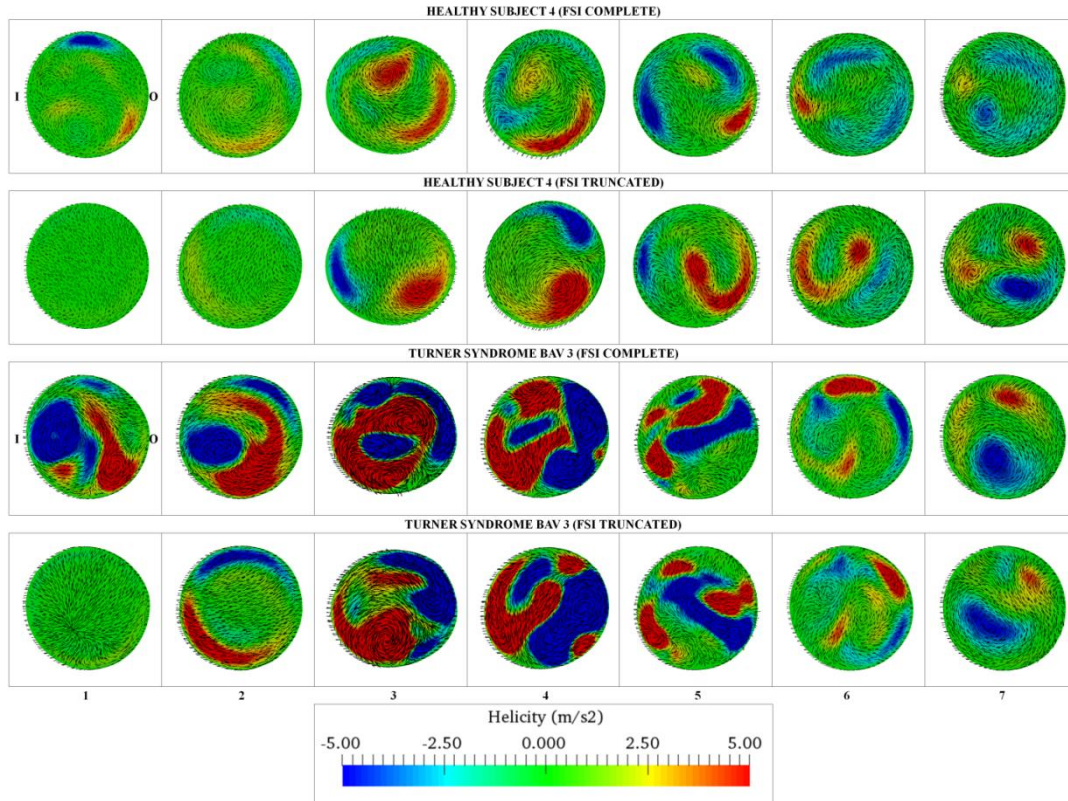 HEALTHY SUBJECT 4 (FSI COMPLETE)
I O
HEALTHY SUBJECT 4 (FSI TRUNCATED)
TURNER SYNDROME BAV 3 (FSI COMPLETE)
I O
TURNER SYNDROME BAV 3 (FSI TRUNCATED)
1 2 3 4 5 6 7
Helicity (m/s2)
-5.00 -2.50 0.000 2.50 5.00